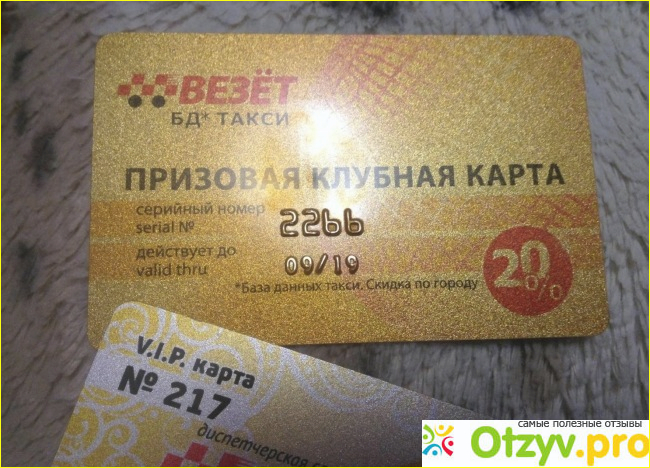 ВЕЗЁТ
БД* ТАКСИ
ПРИЗОВАЯ КЛУБНАЯ КАРТА
серийный номер
serial №
2266
действует до
valid thru
09/19
*База данных такси. Скидка по городу
20%
V.I.P. карта
№ 217
диспетчерская
самые полезные отзывы
Otzyv.pro